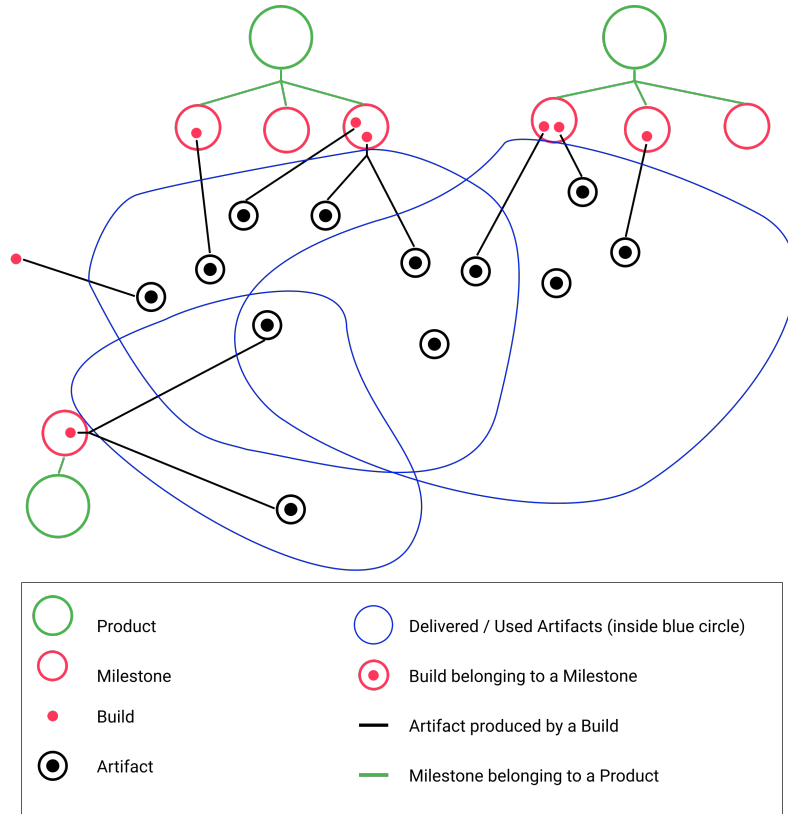 Product
Delivered / Used Artifacts (inside blue circle)
Milestone
Build belonging to a Milestone
Build
Artifact produced by a Build
Artifact
Milestone belonging to a Product